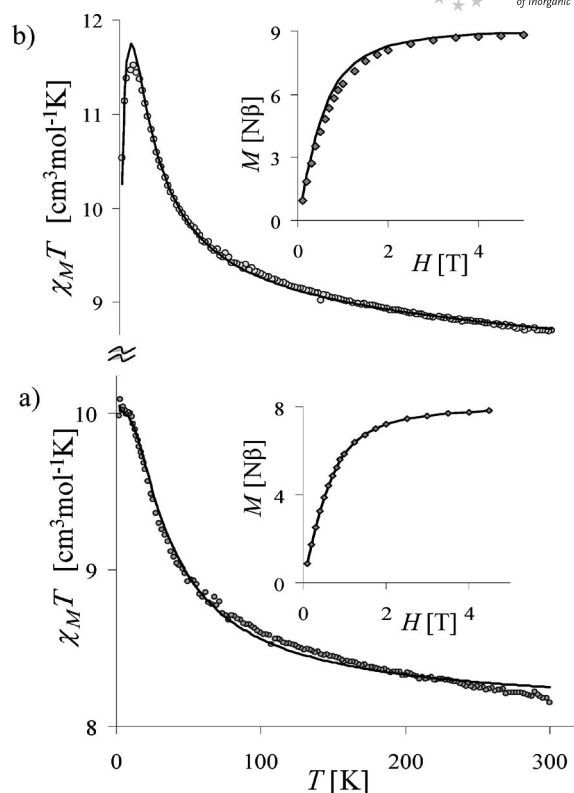 of Inorganic
b)
12
11
10
9
χMT [cm³mol⁻¹K]
9
6
3
0
M [Nβ]
0 2 4
H [T]
a)
10
9
8
χMT [cm³mol⁻¹K]
8
4
0
M [Nβ]
0 2 4
H [T]
0 100 200 300
T [K]